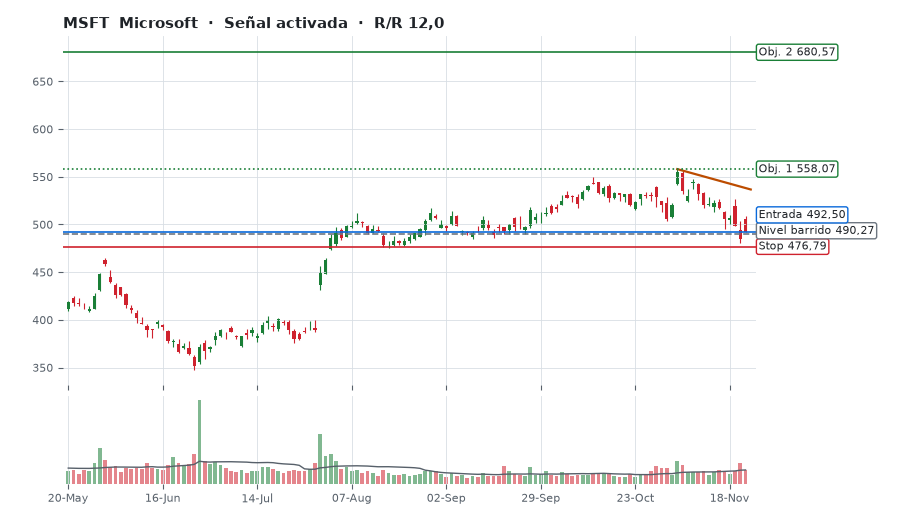 MSFT Microsoft · Señal activada · R/R 12,0
Obj. 2 680,57
650
600
Obj. 1 558,07
550
Entrada 492,50
500
Nivel barrido 490,27
Stop 476,79
450
400
350
20-May
16-Jun
14-Jul
07-Aug
02-Sep
29-Sep
23-Oct
18-Nov